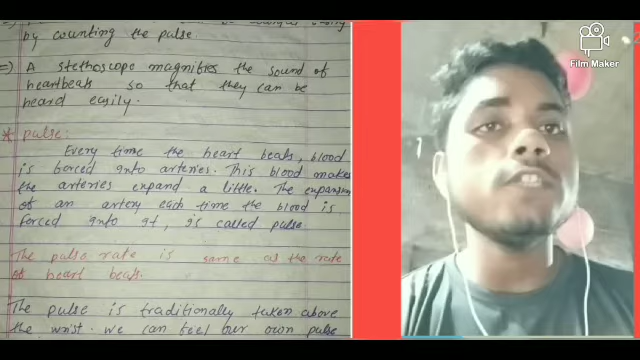 by counting the pulse.
=) A stethoscope magnifies the sound of
heartbeats so that they can be
heard easily.
* Pulse:
Every time the heart beats, blood
is forced into arteries. This blood makes
the arteries expand a little. The expansion
of an artery each time the blood is
forced into it, is called pulse.
The pulse rate is same as the rate
of heart beats.
The pulse is traditionally taken above
the wrist. We can feel our own pulse
Film Maker